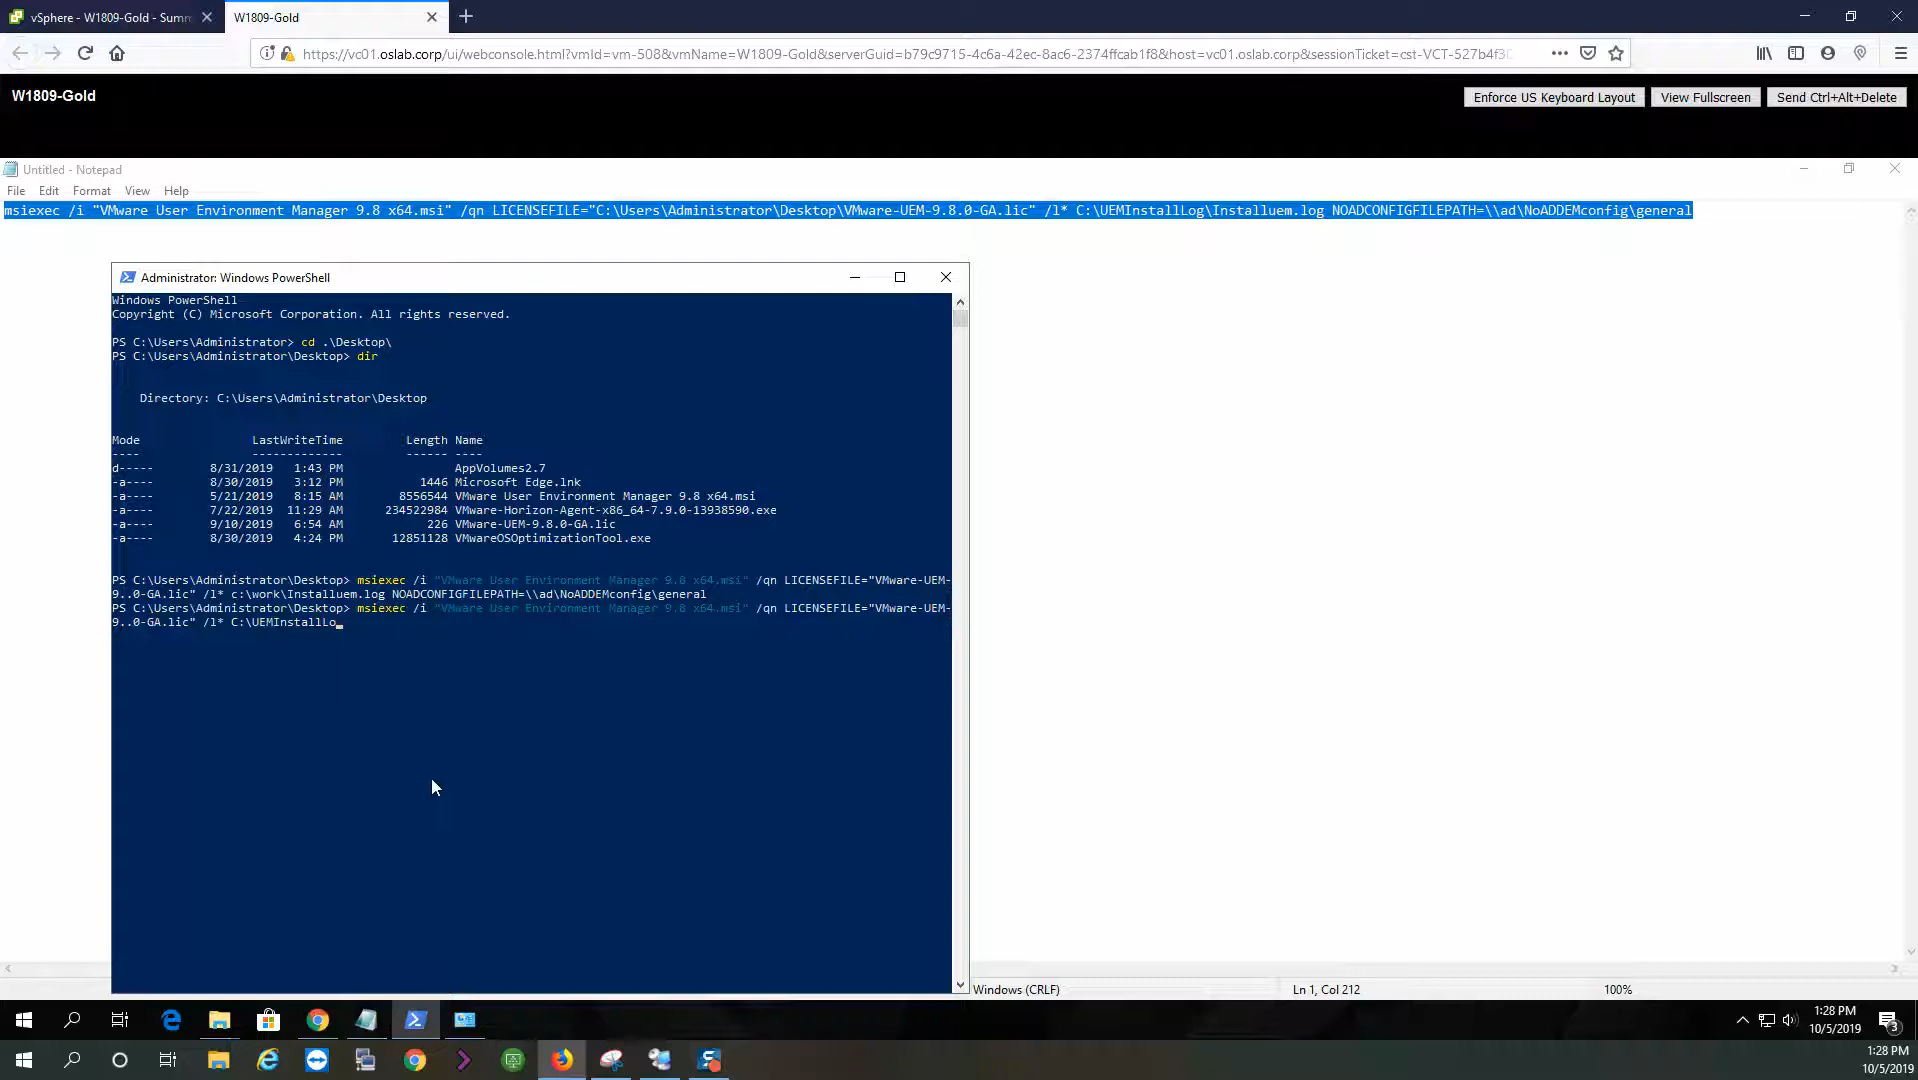 vSphere - W1809-Gold - Summ
W1809-Gold
https://vc01.oslab.corp/ui/webconsole.html?vmId=vm-508&vmName=W1809-Gold&serverGuid=b79c9715-4c6a-42ec-8ac6-2374ffcab1f8&host=vc01.oslab.corp&sessionTicket=cst-VCT-527b4f30
W1809-Gold
Enforce US Keyboard Layout
View Fullscreen
Send Ctrl+Alt+Delete
Untitled - Notepad
File Edit Format View Help
msiexec /i "VMware User Environment Manager 9.8 x64.msi" /qn LICENSEFILE="C:\Users\Administrator\Desktop\VMware-UEM-9.8.0-GA.lic" /l* C:\UEMInstallLog\Installuem.log NOADCONFIGFILEPATH=\\ad\NoADDEMconfig\general
Administrator: Windows PowerShell
Windows PowerShell
Copyright (C) Microsoft Corporation. All rights reserved.
PS C:\Users\Administrator> cd .\Desktop\
PS C:\Users\Administrator\Desktop> dir
Directory: C:\Users\Administrator\Desktop
Mode LastWriteTime Length Name
---- ------------- ------ ----
d----- 8/31/2019 1:43 PM AppVolumes2.7
-a---- 8/30/2019 3:12 PM 1446 Microsoft Edge.lnk
-a---- 5/21/2019 8:15 AM 8556544 VMware User Environment Manager 9.8 x64.msi
-a---- 7/22/2019 11:29 AM 234522984 VMware-Horizon-Agent-x86_64-7.9.0-13938590.exe
-a---- 9/10/2019 6:54 AM 226 VMware-UEM-9.8.0-GA.lic
-a---- 8/30/2019 4:24 PM 12851128 VMwareOSOptimizationTool.exe
PS C:\Users\Administrator\Desktop> msiexec /i "VMware User Environment Manager 9.8 x64.msi" /qn LICENSEFILE="VMware-UEM-
9..0-GA.lic" /l* c:\work\Installuem.log NOADCONFIGFILEPATH=\\ad\NoADDEMconfig\general
PS C:\Users\Administrator\Desktop> msiexec /i "VMware User Environment Manager 9.8 x64.msi" /qn LICENSEFILE="VMware-UEM-
9..0-GA.lic" /l* C:\UEMInstallLo_
Windows (CRLF)
Ln 1, Col 212
100%
1:28 PM
10/5/2019
3
1:28 PM
10/5/2019